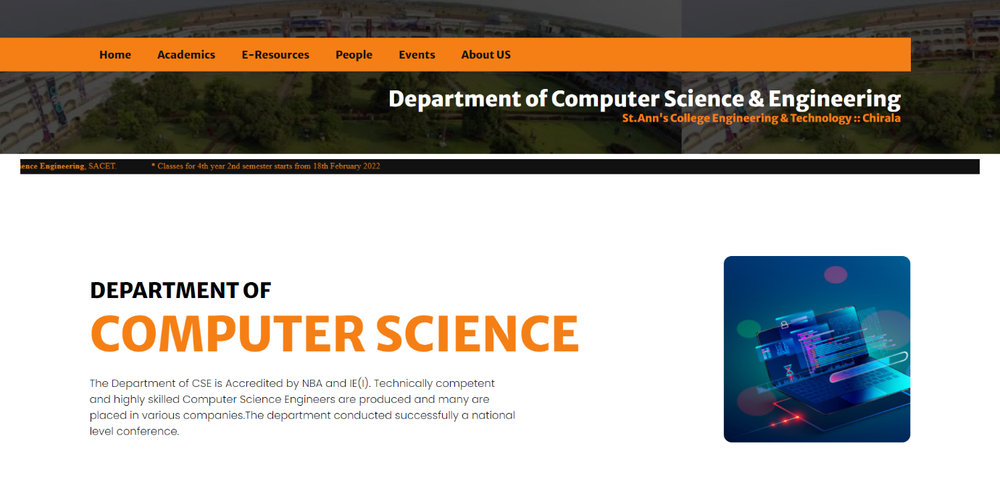 Home Academics E-Resources People Events About US
Department of Computer Science & Engineering
St.Ann's College Engineering & Technology :: Chirala
Engineering, SACET. * Classes for 4th year 2nd semester starts from 18th February 2022
DEPARTMENT OF
COMPUTER SCIENCE
The Department of CSE is Accredited by NBA and IE(I). Technically competent
and highly skilled Computer Science Engineers are produced and many are
placed in various companies.The department conducted successfully a national
level conference.